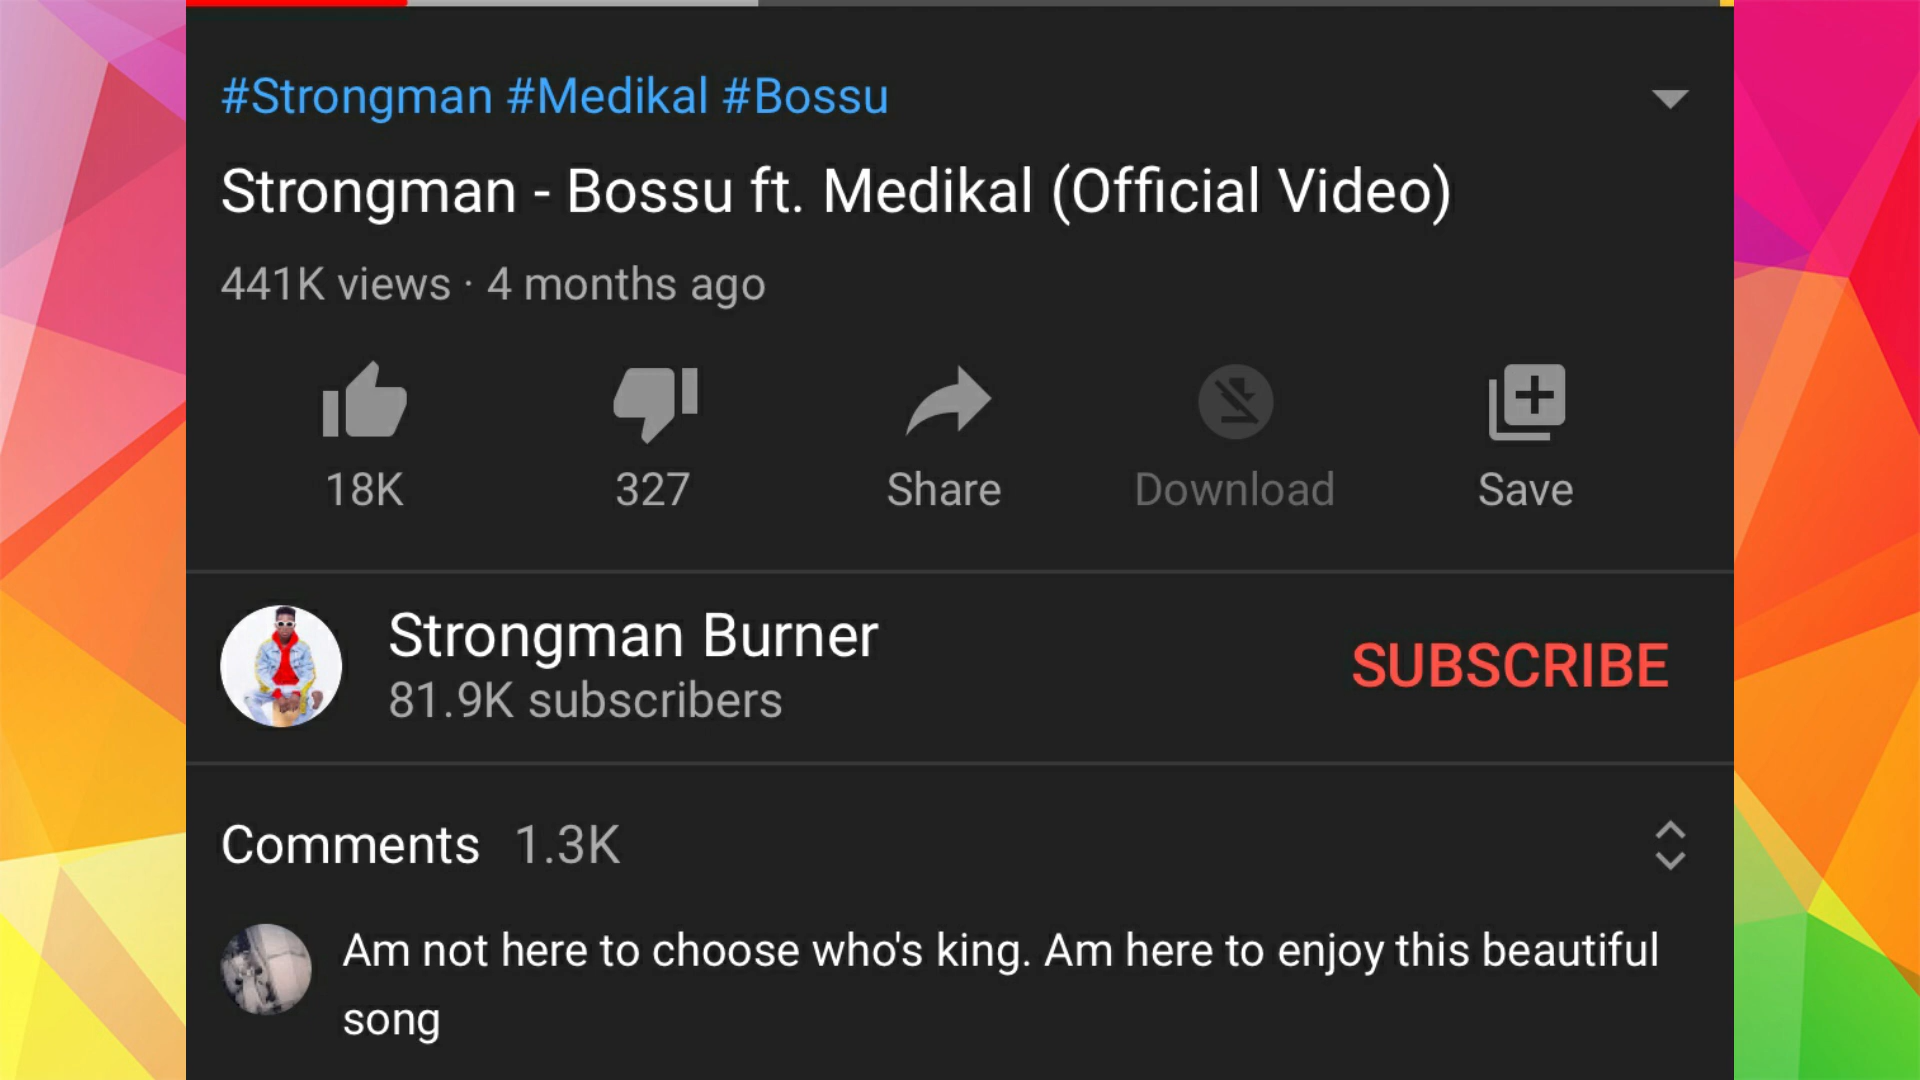 #Strongman #Medikal #Bossu
Strongman - Bossu ft. Medikal (Official Video)
441K views · 4 months ago
18K
327
Share
Download
Save
Strongman Burner
81.9K subscribers
SUBSCRIBE
Comments 1.3K
Am not here to choose who's king. Am here to enjoy this beautiful
song